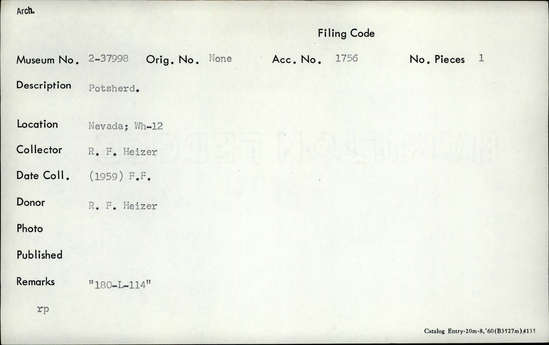 Arch.
Filing Code
Museum No. 2-37998 Orig. No. None Acc. No. 1756 No. Pieces 1
Description Potsherd.
Location Nevada; Wh-12
Collector R. F. Heizer
Date Coll. (1959) F.F.
Donor R. F. Heizer
Photo
Published
Remarks "180-L-114"
rp
Catalog Entry-20m-8,'60(B3527m)4135